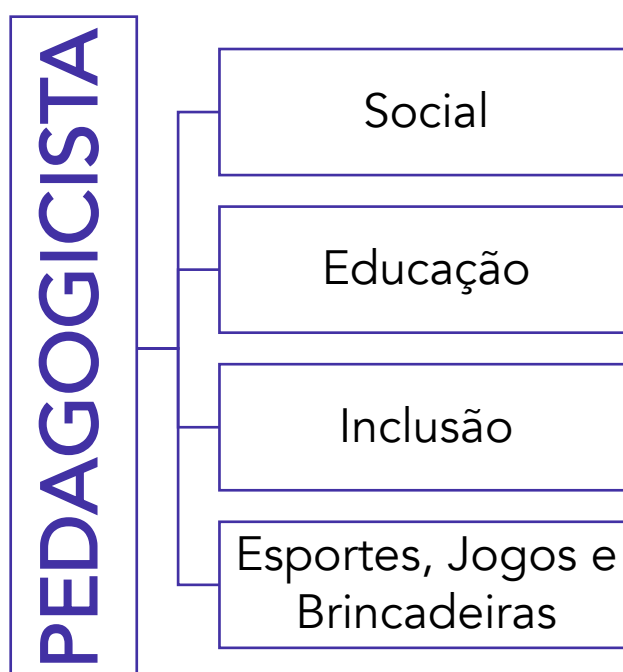 PEDAGOGICISTA
Social
Educação
Inclusão
Esportes, Jogos e
Brincadeiras